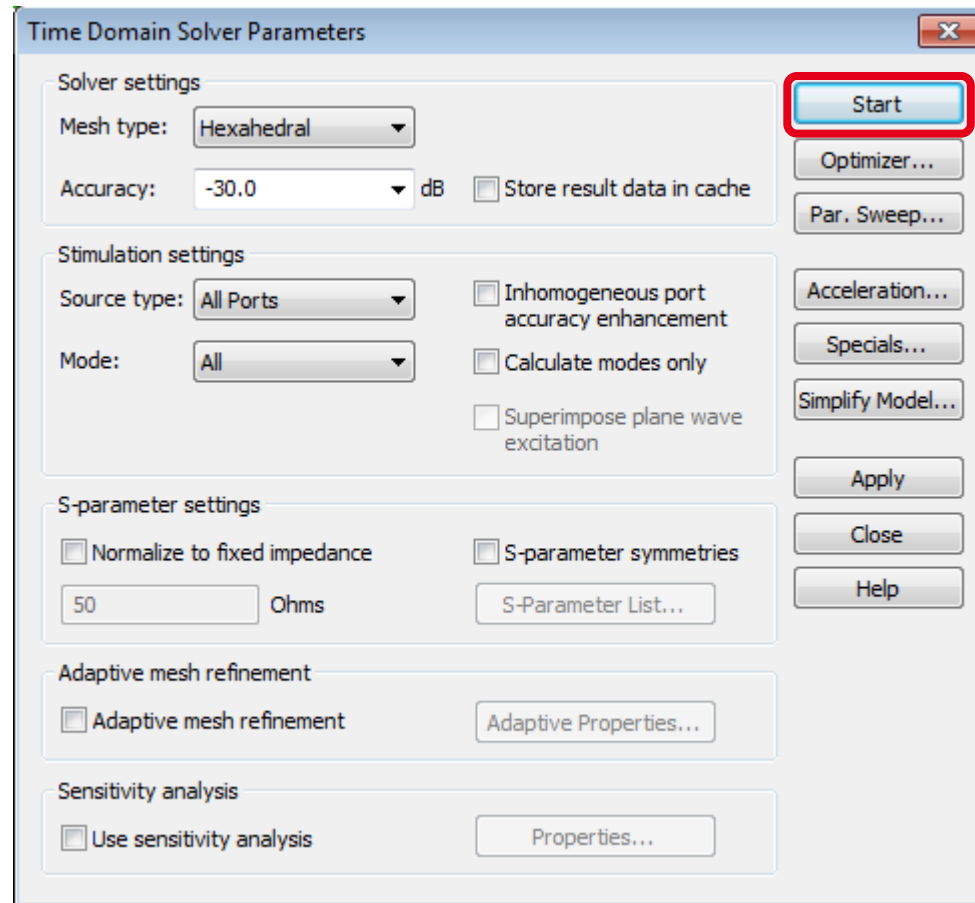 Time Domain Solver Parameters
Solver settings
Mesh type: Hexahedral
Accuracy: -30.0 dB Store result data in cache
Stimulation settings
Source type: All Ports Inhomogeneous port
accuracy enhancement
Mode: All Calculate modes only
Superimpose plane wave
excitation
S-parameter settings
Normalize to fixed impedance S-parameter symmetries
50 Ohms S-Parameter List...
Adaptive mesh refinement
Adaptive mesh refinement Adaptive Properties...
Sensitivity analysis
Use sensitivity analysis Properties...
Start
Optimizer...
Par. Sweep...
Acceleration...
Specials...
Simplify Model...
Apply
Close
Help